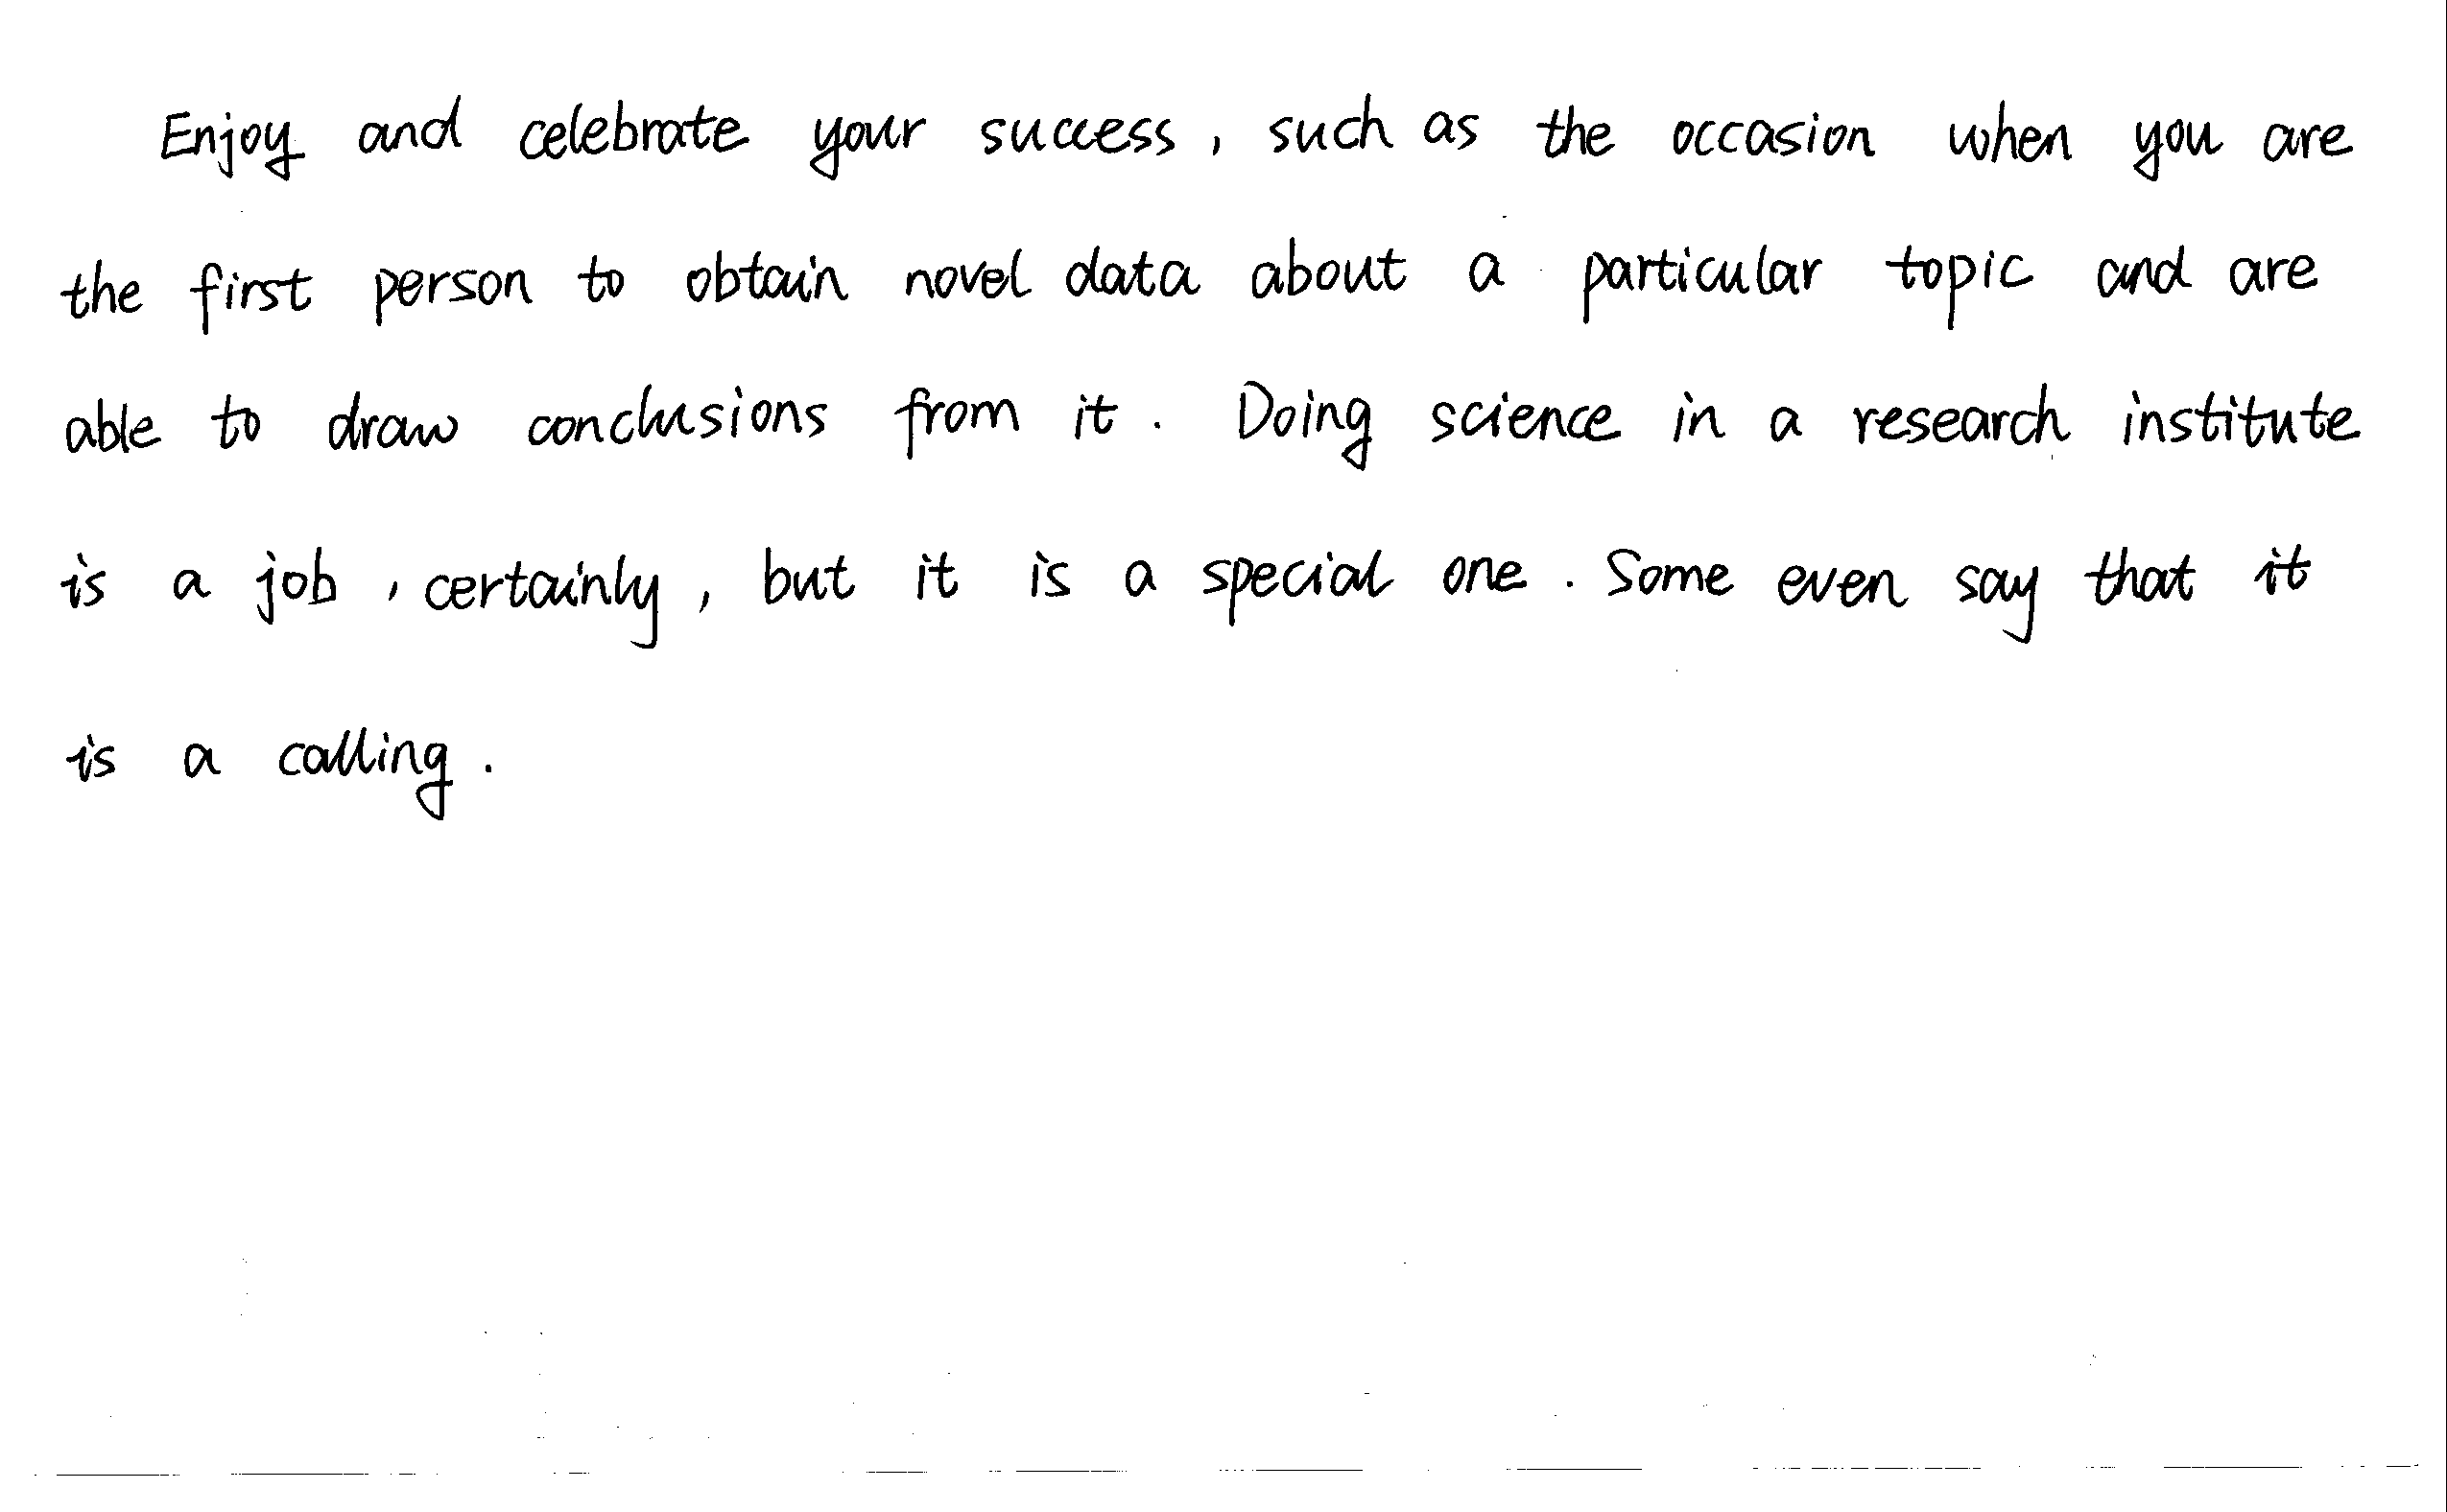 Enjoy and celebrate your success, such as the occasion when you are
the first person to obtain novel data about a particular topic and are
able to draw conclusions from it. Doing science in a research institute
is a job, certainly, but it is a special one. Some even say that it
is a calling.